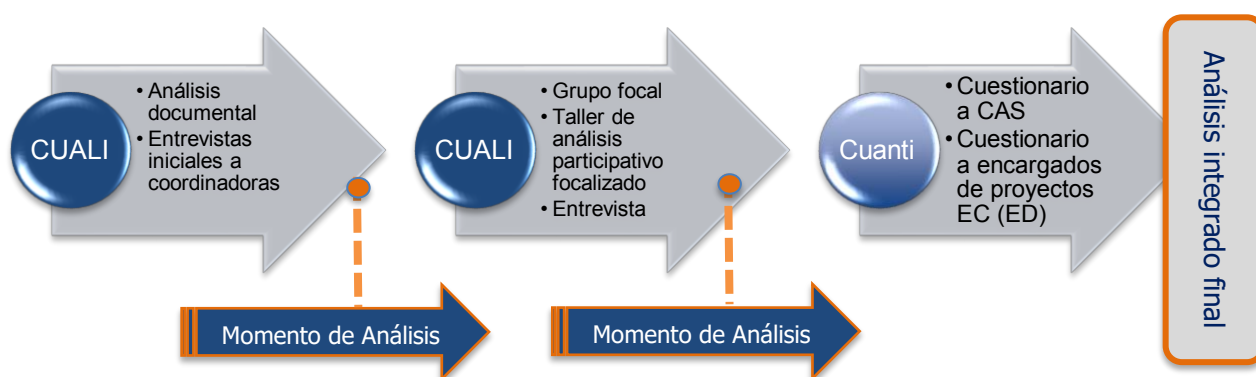 CUALI
• Análisis
documental
• Entrevistas
iniciales a
coordinadoras
Momento de Análisis
CUALI
• Grupo focal
• Taller de
análisis
participativo
focalizado
• Entrevista
Momento de Análisis
Cuanti
• Cuestionario
a CAS
• Cuestionario
a encargados
de proyectos
EC (ED)
Análisis integrado final